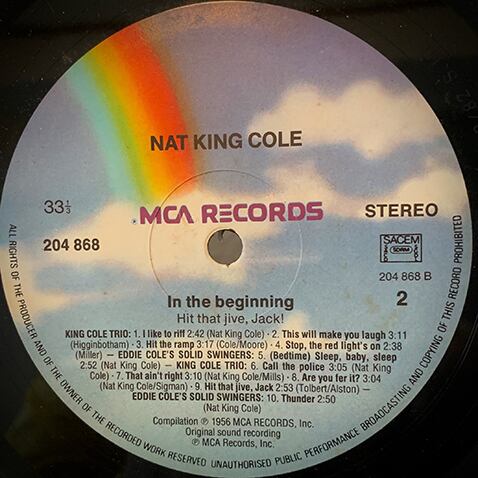 NAT KING COLE
33⅓
MCA RECORDS
STEREO
204 868
SACEM
204 868 B
2
In the beginning
Hit that jive, Jack!
KING COLE TRIO: 1. I like to riff 2:42 (Nat King Cole) · 2. This will make you laugh 3:11
(Higginbotham) · 3. Hit the ramp 3:17 (Cole/Moore) · 4. Stop, the red light's on 2:38
(Miller) — EDDIE COLE'S SOLID SWINGERS: 5. (Bedtime) Sleep, baby, sleep
2:52 (Nat King Cole) — KING COLE TRIO: 6. Call the police 3:05 (Nat King
Cole) · 7. That ain't right 3:10 (Nat King Cole/Mills) · 8. Are you fer it? 3:04
(Nat King Cole/Sigman) · 9. Hit that jive, Jack 2:53 (Tolbert/Alston) —
EDDIE COLE'S SOLID SWINGERS: 10. Thunder 2:50
(Nat King Cole)
Compilation ℗ 1956 MCA RECORDS, Inc.
Original sound recording
℗ MCA Records, Inc.
ALL RIGHTS OF THE PRODUCER AND OF THE OWNER OF THE RECORDED WORK RESERVED UNAUTHORISED PUBLIC PERFORMANCE BROADCASTING AND COPYING OF THIS RECORD PROHIBITED